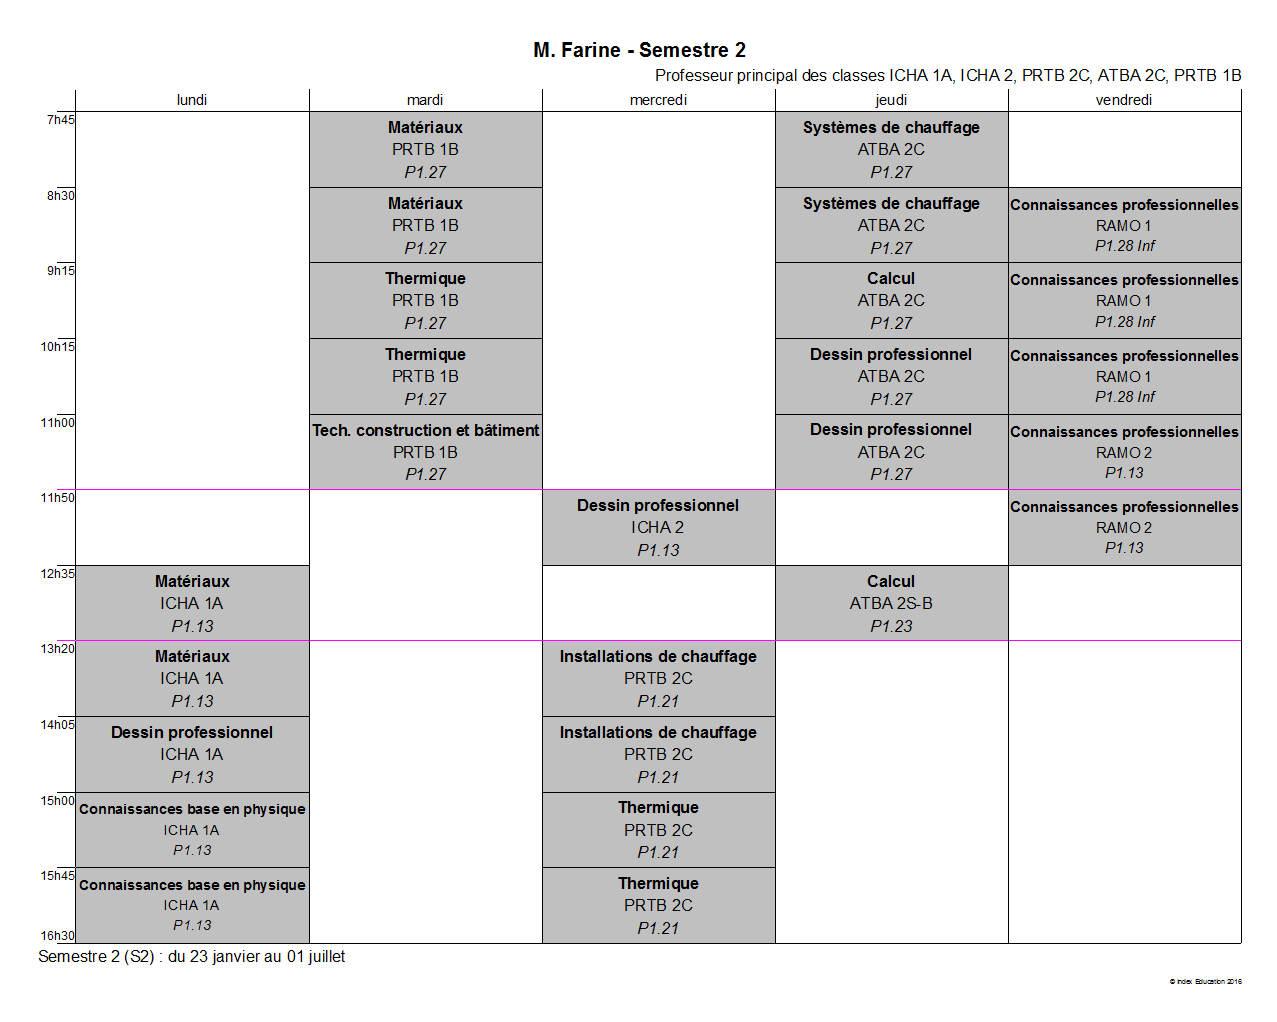 M. Farine - Semestre 2
Professeur principal des classes ICHA 1A, ICHA 2, PRTB 2C, ATBA 2C, PRTB 1B
lundi mardi mercredi jeudi vendredi
7h45
Matériaux Systèmes de chauffage
PRTB 1B ATBA 2C
P1.27 P1.27
8h30
Matériaux Systèmes de chauffage Connaissances professionnelles
PRTB 1B ATBA 2C RAMO 1
P1.27 P1.27 P1.28 Inf
9h15
Thermique Calcul Connaissances professionnelles
PRTB 1B ATBA 2C RAMO 1
P1.27 P1.27 P1.28 Inf
10h15
Thermique Dessin professionnel Connaissances professionnelles
PRTB 1B ATBA 2C RAMO 1
P1.27 P1.27 P1.28 Inf
11h00
Tech. construction et bâtiment Dessin professionnel Connaissances professionnelles
PRTB 1B ATBA 2C RAMO 2
P1.27 P1.27 P1.13
11h50
Dessin professionnel Connaissances professionnelles
ICHA 2 RAMO 2
P1.13 P1.13
12h35
Matériaux Calcul
ICHA 1A ATBA 2S-B
P1.13 P1.23
13h20
Matériaux Installations de chauffage
ICHA 1A PRTB 2C
P1.13 P1.21
14h05
Dessin professionnel Installations de chauffage
ICHA 1A PRTB 2C
P1.13 P1.21
15h00
Connaissances base en physique Thermique
ICHA 1A PRTB 2C
P1.13 P1.21
15h45
Connaissances base en physique Thermique
ICHA 1A PRTB 2C
P1.13 P1.21
16h30
Semestre 2 (S2) : du 23 janvier au 01 juillet
© Index Education 2016